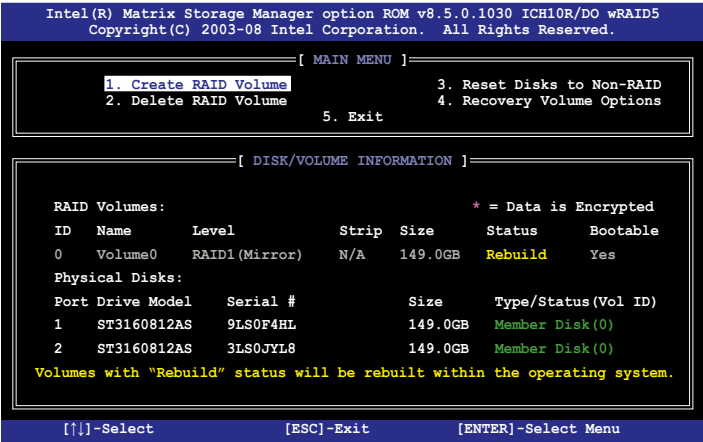 Intel(R) Matrix Storage Manager option ROM v8.5.0.1030 ICH10R/DO wRAID5
Copyright(C) 2003-08 Intel Corporation. All Rights Reserved.
[ MAIN MENU ]
1. Create RAID Volume 3. Reset Disks to Non-RAID
2. Delete RAID Volume 4. Recovery Volume Options
5. Exit
[ DISK/VOLUME INFORMATION ]
RAID Volumes: * = Data is Encrypted
ID Name Level Strip Size Status Bootable
0 Volume0 RAID1(Mirror) N/A 149.0GB Rebuild Yes
Physical Disks:
Port Drive Model Serial # Size Type/Status(Vol ID)
1 ST3160812AS 9LS0F4HL 149.0GB Member Disk(0)
2 ST3160812AS 3LS0JYL8 149.0GB Member Disk(0)
Volumes with “Rebuild” status will be rebuilt within the operating system.
[↑↓]-Select [ESC]-Exit [ENTER]-Select Menu